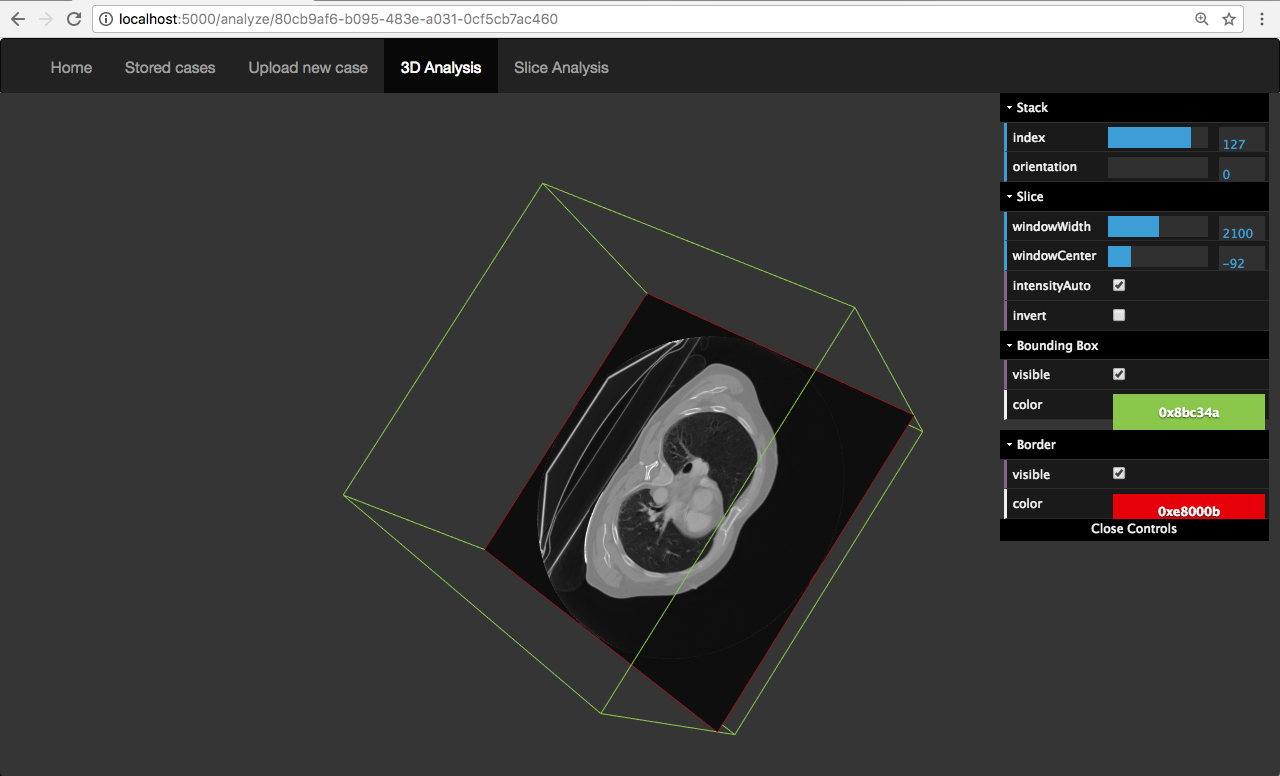 localhost:5000/analyze/80cb9af6-b095-483e-a031-0cf5cb7ac460
Home Stored cases Upload new case 3D Analysis Slice Analysis
Stack
index 127
orientation 0
Slice
windowWidth 2100
windowCenter -92
intensityAuto
invert
Bounding Box
visible
color 0x8bc34a
Border
visible
color 0xe8000b
Close Controls